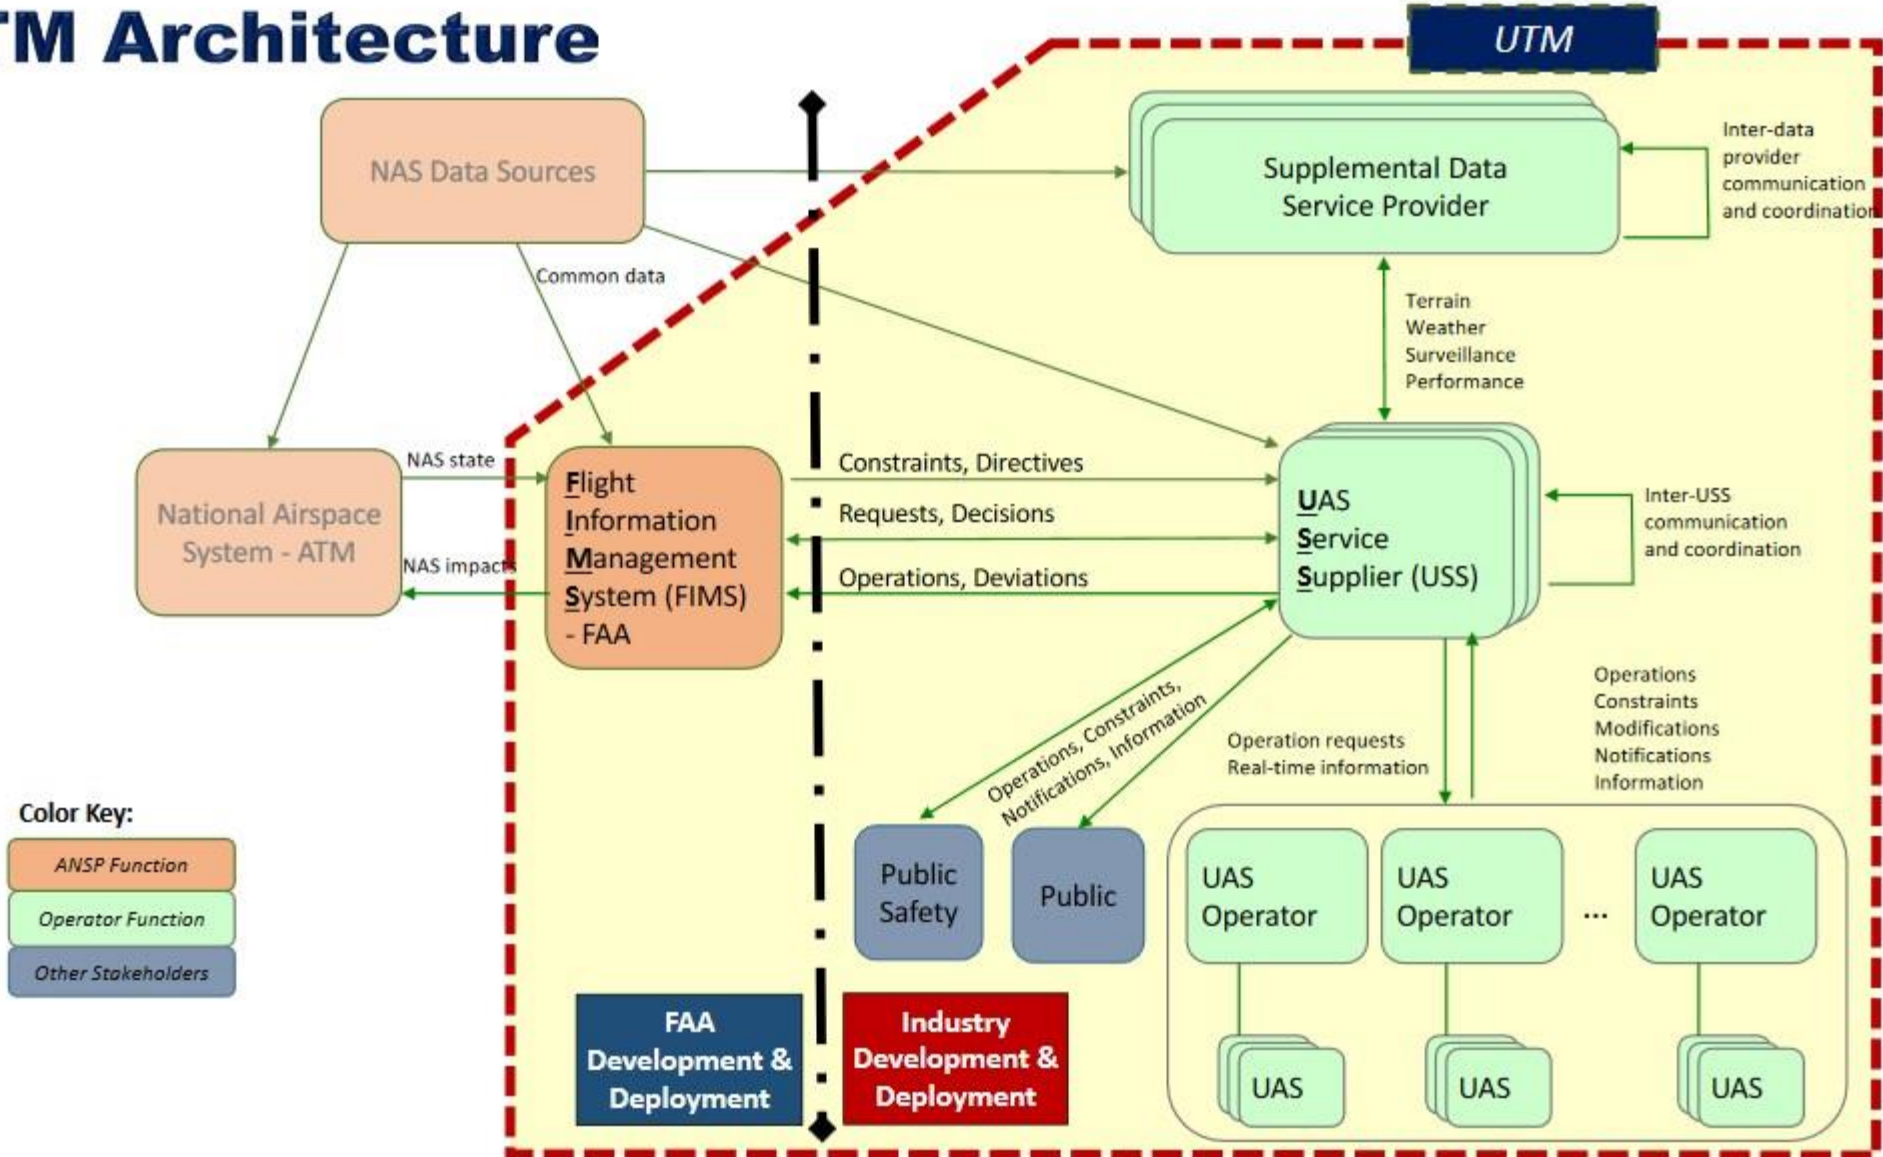 TM Architecture
UTM
NAS Data Sources
Supplemental Data
Service Provider
Inter-data
provider
communication
and coordination
Common data
Terrain
Weather
Surveillance
Performance
National Airspace
System - ATM
NAS state
NAS impacts
Flight
Information
Management
System (FIMS)
- FAA
Constraints, Directives
Requests, Decisions
Operations, Deviations
UAS
Service
Supplier (USS)
Inter-USS
communication
and coordination
Operations, Constraints,
Notifications, Information
Operation requests
Real-time information
Operations
Constraints
Modifications
Notifications
Information
Color Key:
ANSP Function
Operator Function
Other Stakeholders
Public
Safety
Public
UAS
Operator
UAS
Operator
...
UAS
Operator
UAS
UAS
UAS
FAA
Development &
Deployment
Industry
Development &
Deployment